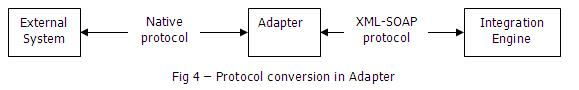 External
System
Native
protocol
Adapter
XML-SOAP
protocol
Integration
Engine
Fig 4 – Protocol conversion in Adapter